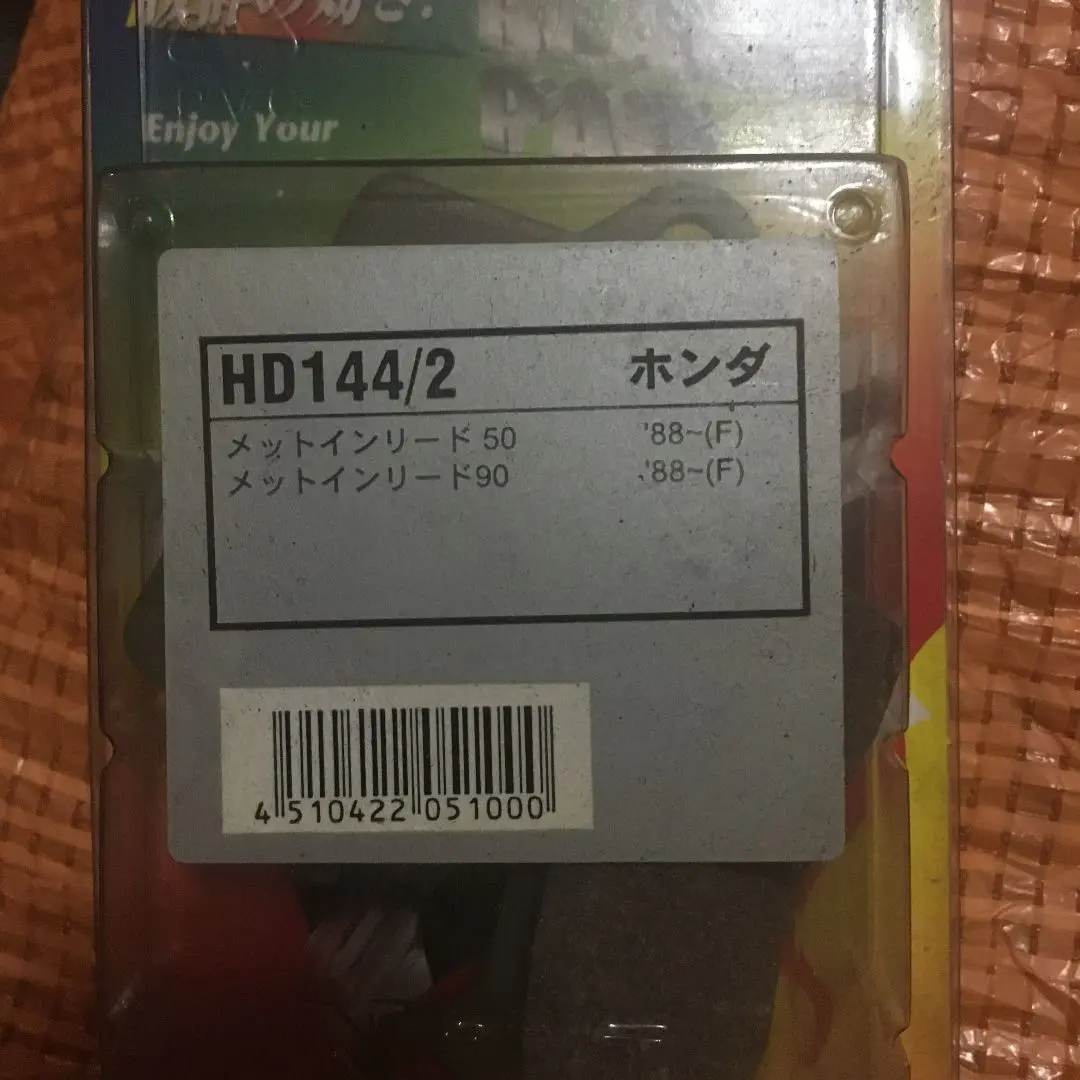 Enjoy Your
HD144/2 ホンダ
メットインリード 50 '88~(F)
メットインリード90 '88~(F)
4510422051000